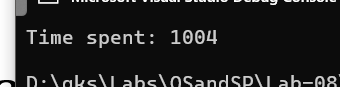 Microsoft Visual Studio Debug Console
Time spent: 1004
D:\gks\Labs\OSandSP\Lab-08\